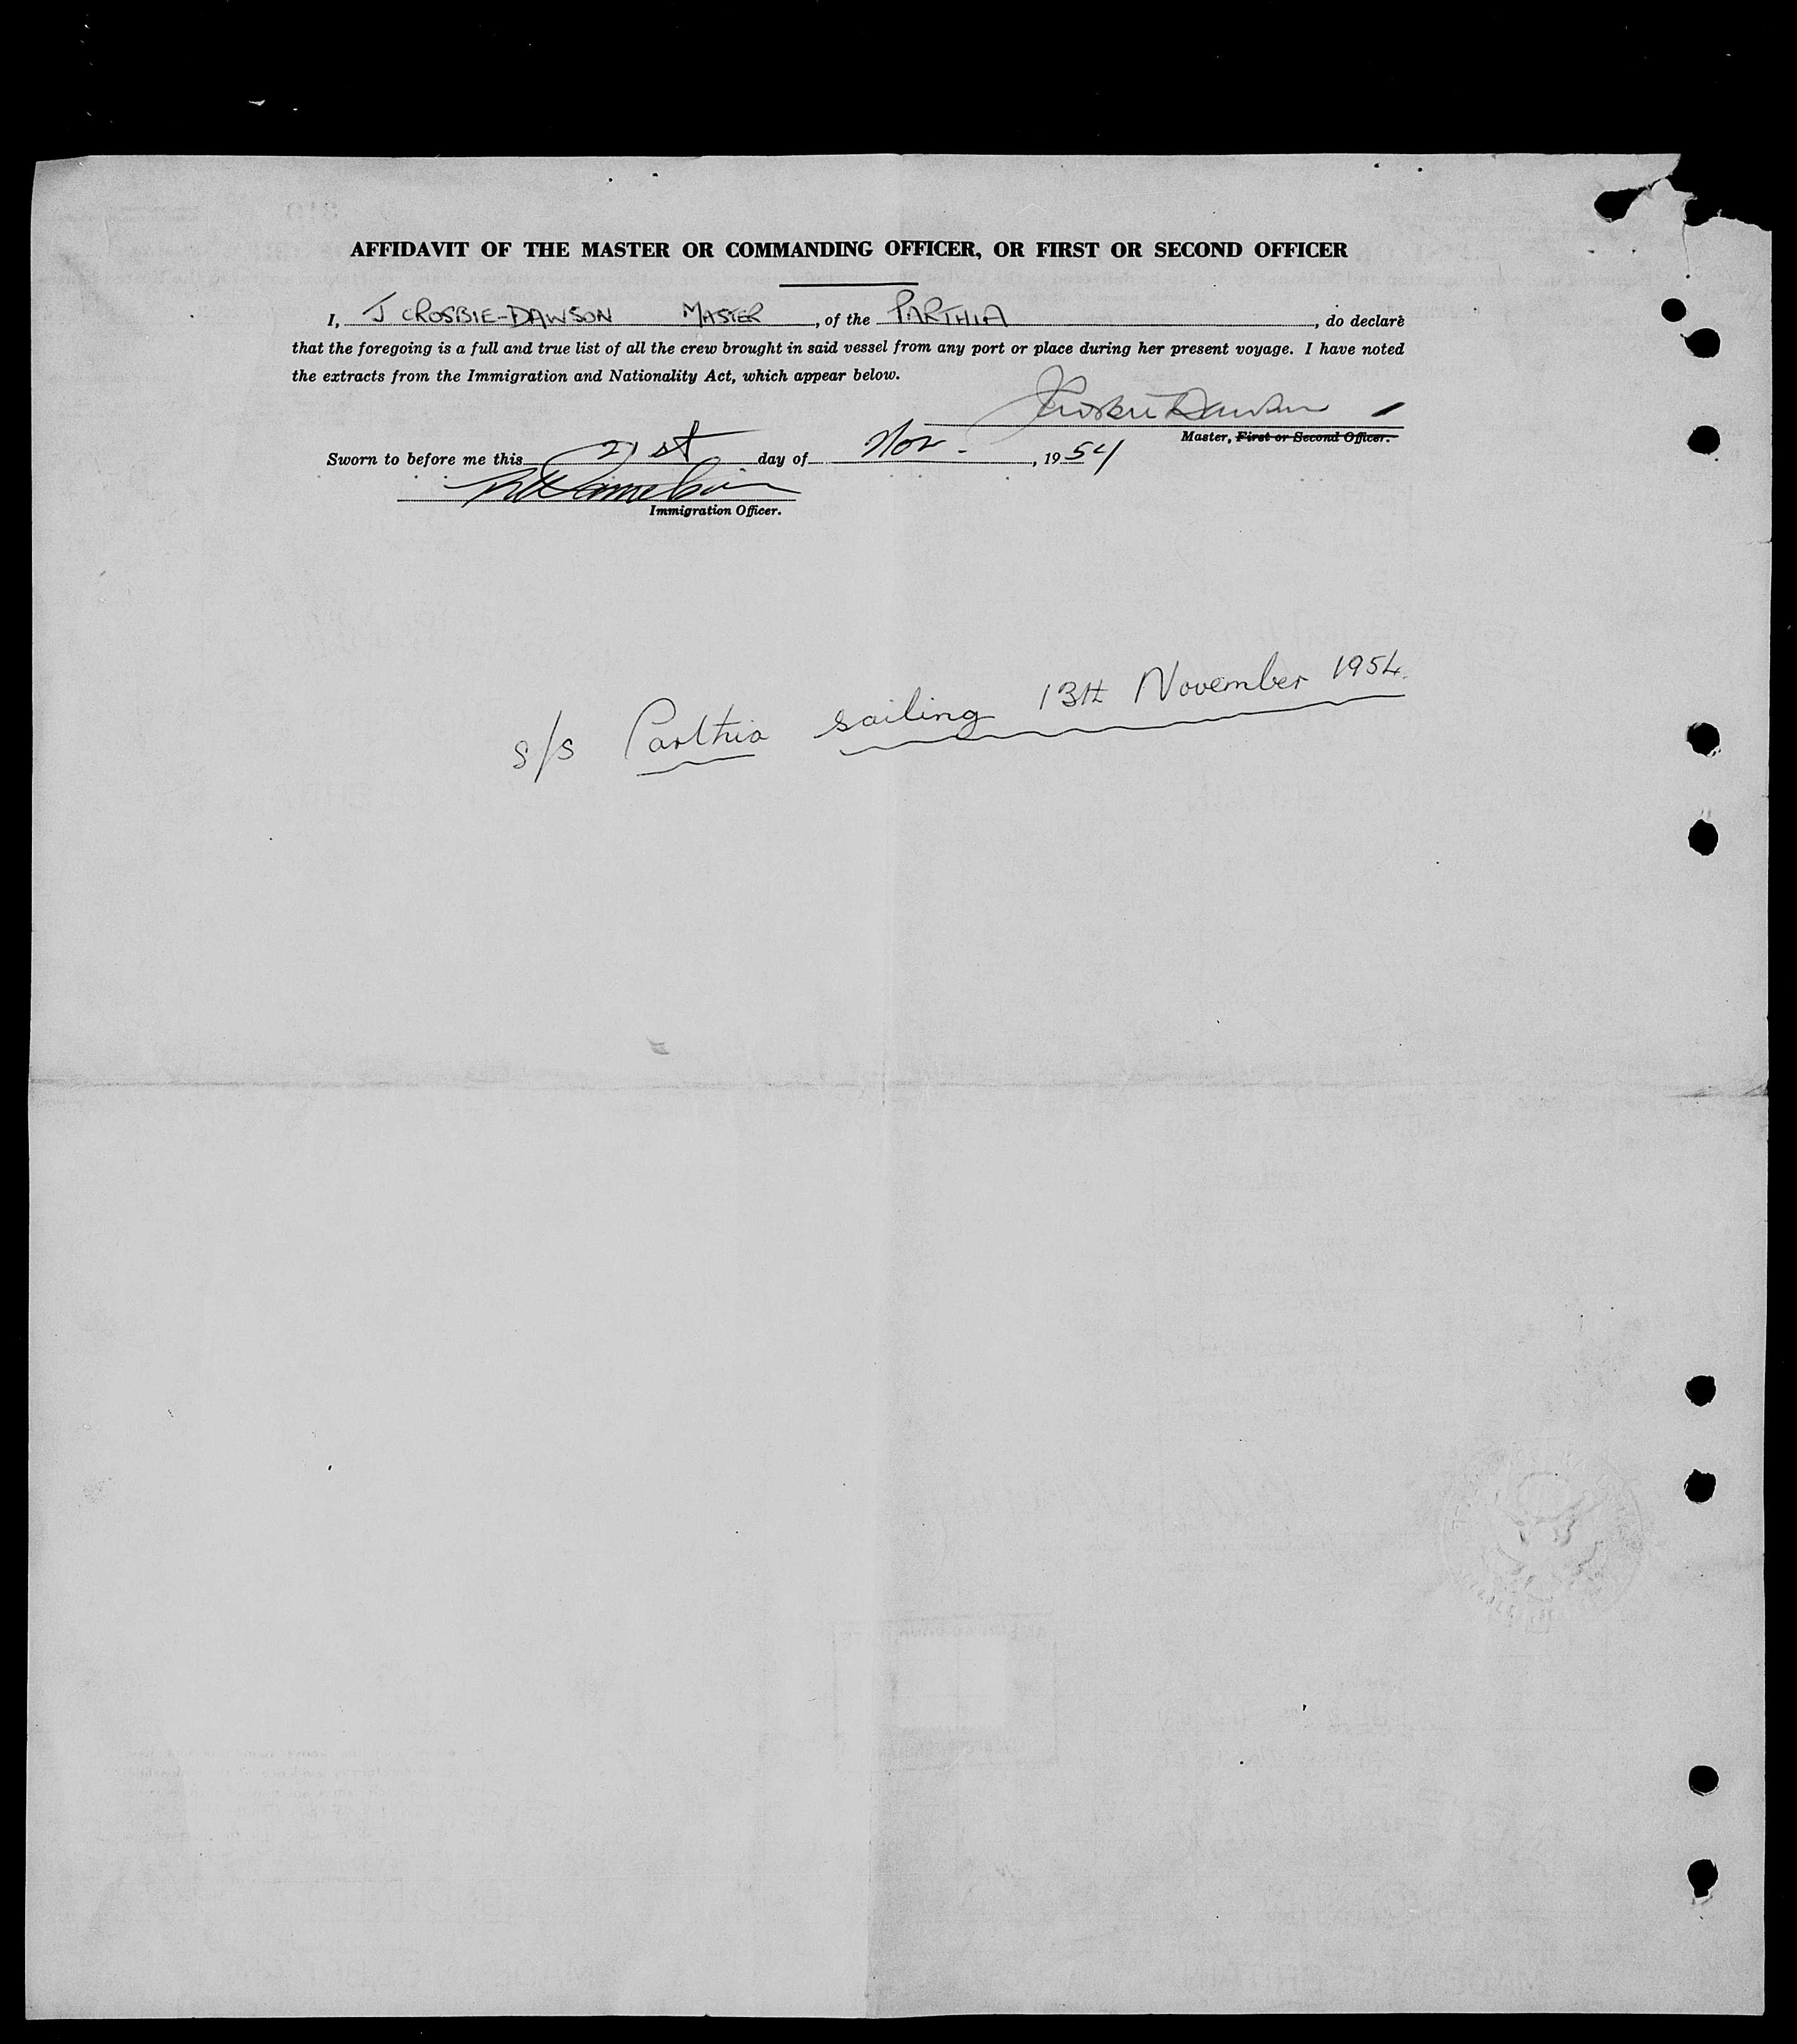 AFFIDAVIT OF THE MASTER OR COMMANDING OFFICER, OR FIRST OR SECOND OFFICER
I, J CROSBIE-DAWSON MASTER, of the PARTHIA, do declare
that the foregoing is a full and true list of all the crew brought in said vessel from any port or place during her present voyage. I have noted
the extracts from the Immigration and Nationality Act, which appear below.
J Crosbie Dawson
Master, First or Second Officer.
Sworn to before me this 21st day of Nov., 1954
Immigration Officer.
s/s Parthia sailing 13th November 1954.